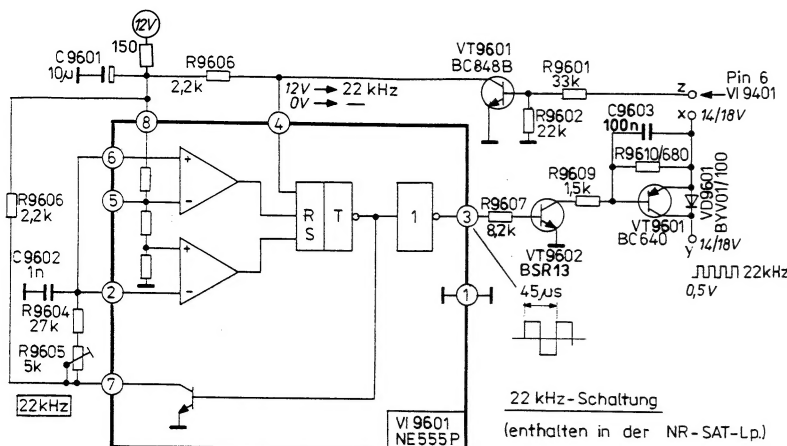 12V
150
C9601
10µ
R9606
2,2k
12V → 22 kHz
0V → —
VT9601
BC848B
R9601
33k
z
Pin 6
VI 9401
R9602
22k
C9603
100n
x
14/18V
R9610/680
VD9601
BYV01/100
R9609
1,5k
VT9601
BC640
y
14/18V
22kHz
0,5V
8
4
6
5
2
7
3
1
+
-
+
-
R
S
T
1
R9607
8,2k
VT9602
BSR13
45µs
R9606
2,2k
C9602
1n
R9604
27k
R9605
5k
22kHz
VI 9601
NE555P
22 kHz-Schaltung
(enthalten in der NR-SAT-Lp.)